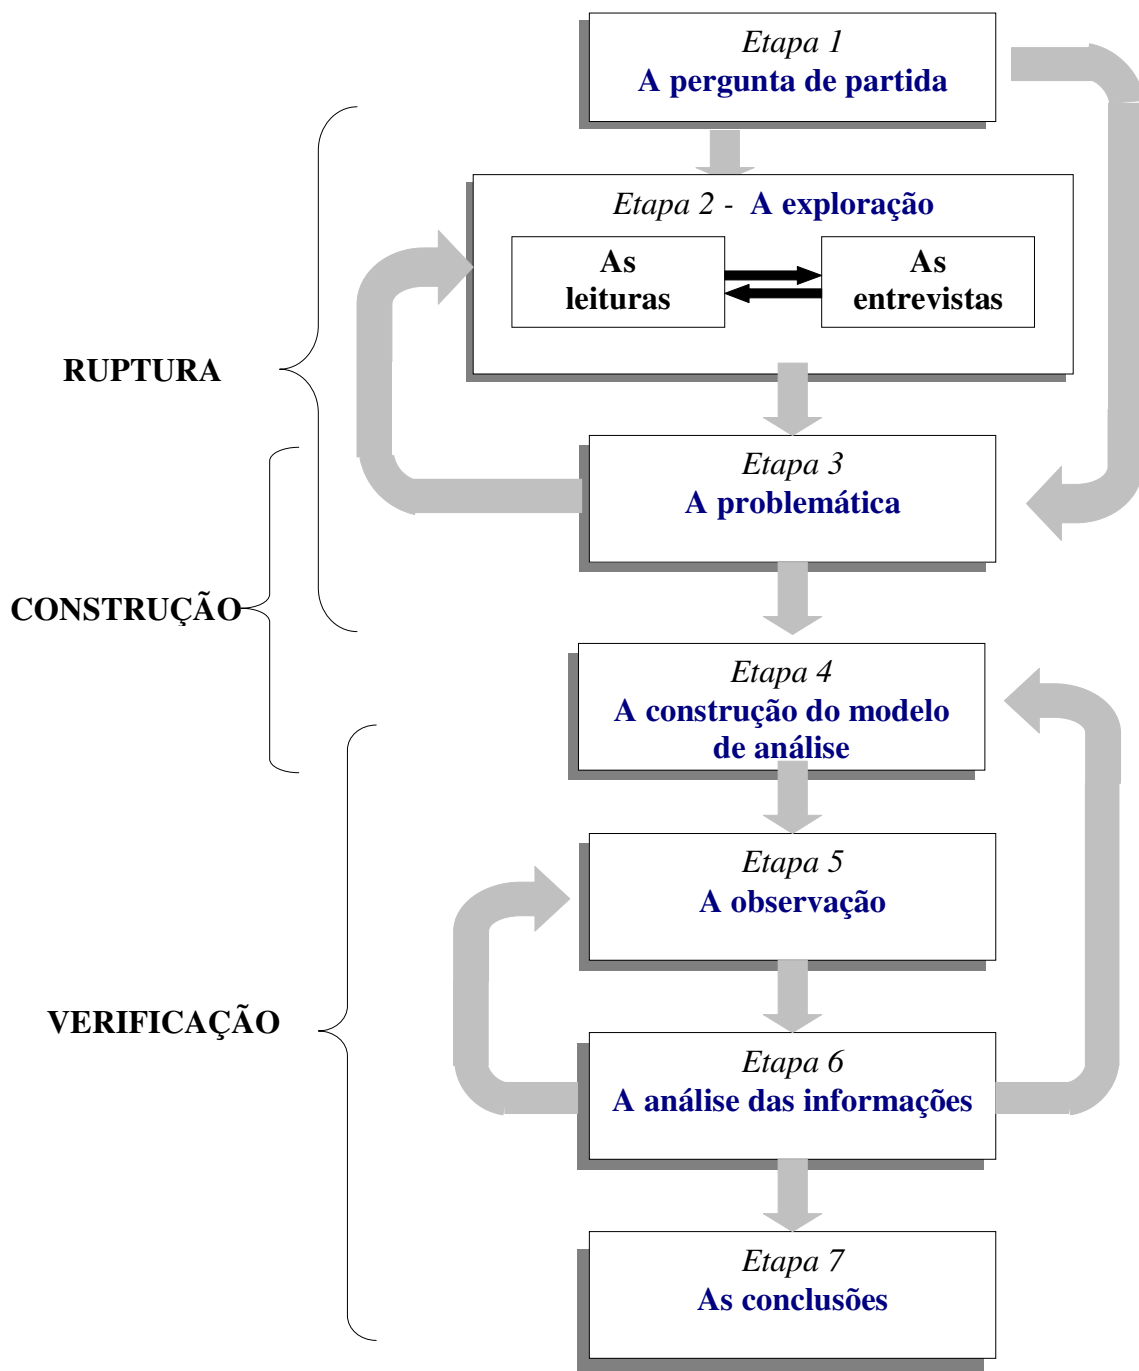 Etapa 1
A pergunta de partida
Etapa 2 - A exploração
As
leituras
As
entrevistas
RUPTURA
Etapa 3
A problemática
CONSTRUÇÃO
Etapa 4
A construção do modelo
de análise
Etapa 5
A observação
VERIFICAÇÃO
Etapa 6
A análise das informações
Etapa 7
As conclusões